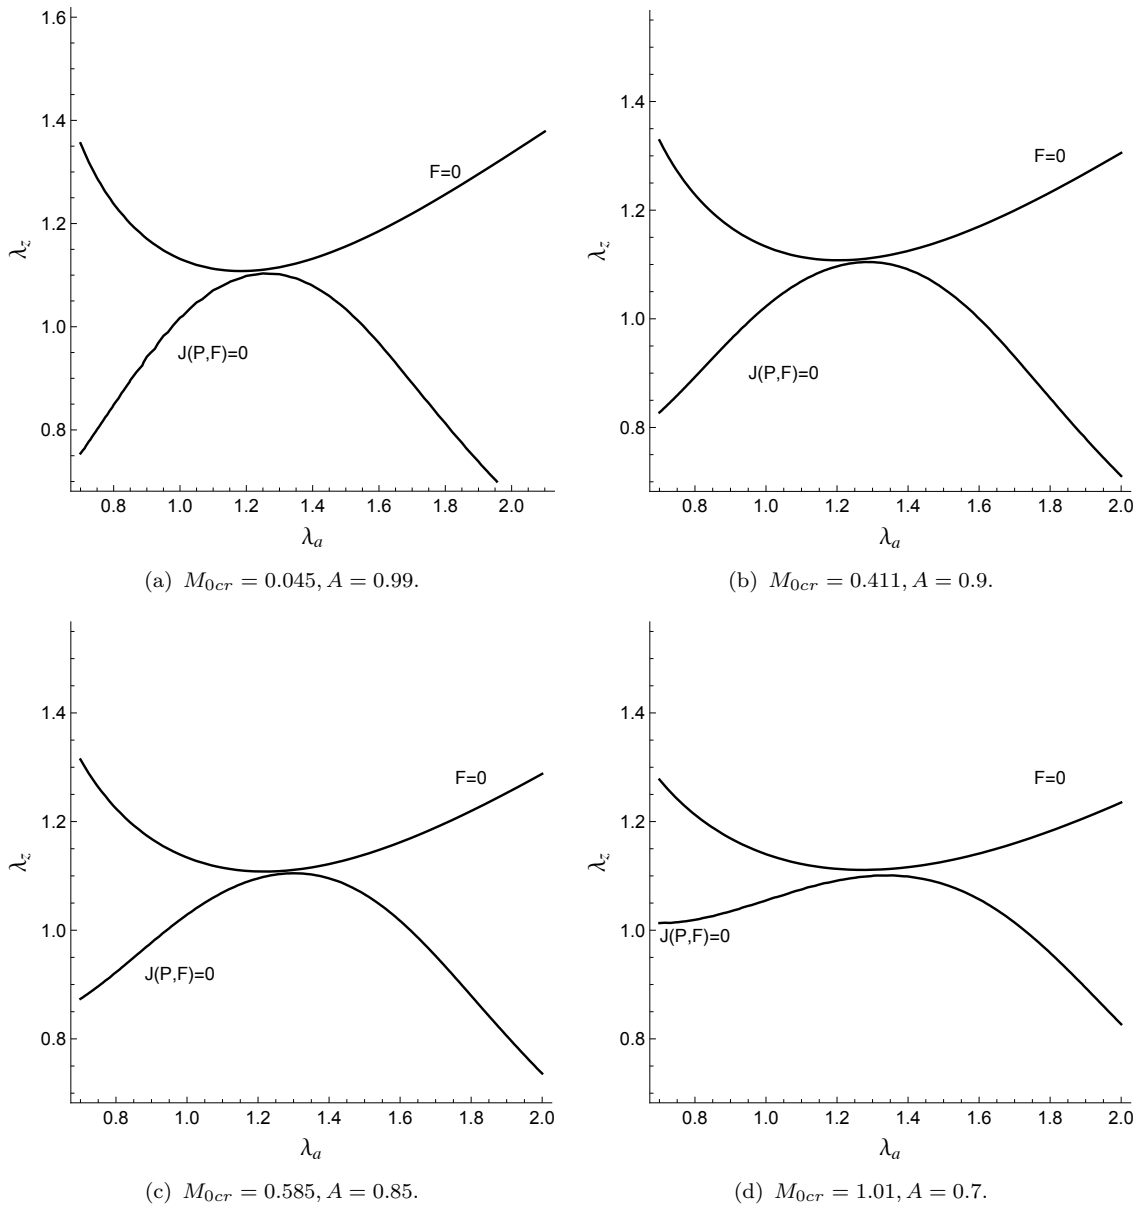 1.6
1.4
1.2
1.0
0.8
λz
F=0
J(P,F)=0
0.8 1.0 1.2 1.4 1.6 1.8 2.0
λa
(a) M0cr = 0.045, A = 0.99.
1.4
1.2
1.0
0.8
λz
F=0
J(P,F)=0
0.8 1.0 1.2 1.4 1.6 1.8 2.0
λa
(b) M0cr = 0.411, A = 0.9.
1.4
1.2
1.0
0.8
λz
F=0
J(P,F)=0
0.8 1.0 1.2 1.4 1.6 1.8 2.0
λa
(c) M0cr = 0.585, A = 0.85.
1.4
1.2
1.0
0.8
λz
F=0
J(P,F)=0
0.8 1.0 1.2 1.4 1.6 1.8 2.0
λa
(d) M0cr = 1.01, A = 0.7.